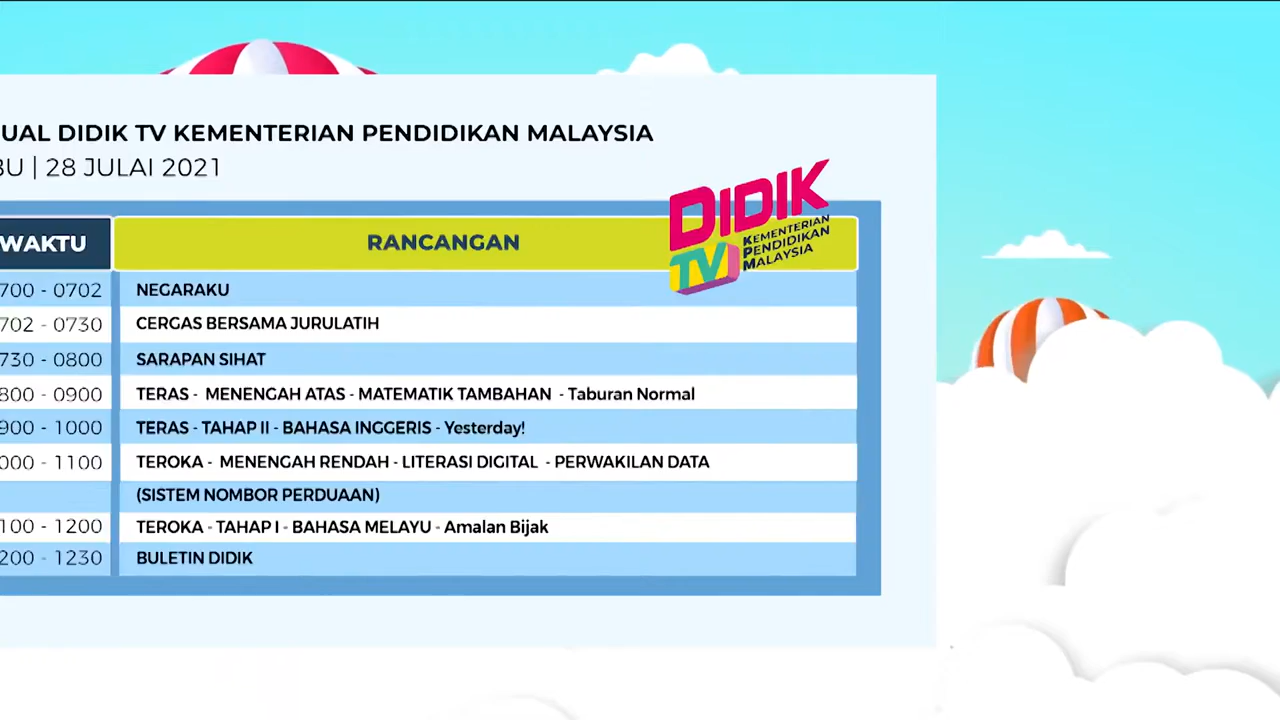 UAL DIDIK TV KEMENTERIAN PENDIDIKAN MALAYSIA
BU | 28 JULAI 2021
WAKTU RANCANGAN
DIDIK TV KEMENTERIAN PENDIDIKAN MALAYSIA
700 - 0702 NEGARAKU
702 - 0730 CERGAS BERSAMA JURULATIH
730 - 0800 SARAPAN SIHAT
800 - 0900 TERAS - MENENGAH ATAS - MATEMATIK TAMBAHAN - Taburan Normal
900 - 1000 TERAS - TAHAP II - BAHASA INGGERIS - Yesterday!
000 - 1100 TEROKA - MENENGAH RENDAH - LITERASI DIGITAL - PERWAKILAN DATA
(SISTEM NOMBOR PERDUAAN)
100 - 1200 TEROKA - TAHAP I - BAHASA MELAYU - Amalan Bijak
200 - 1230 BULETIN DIDIK